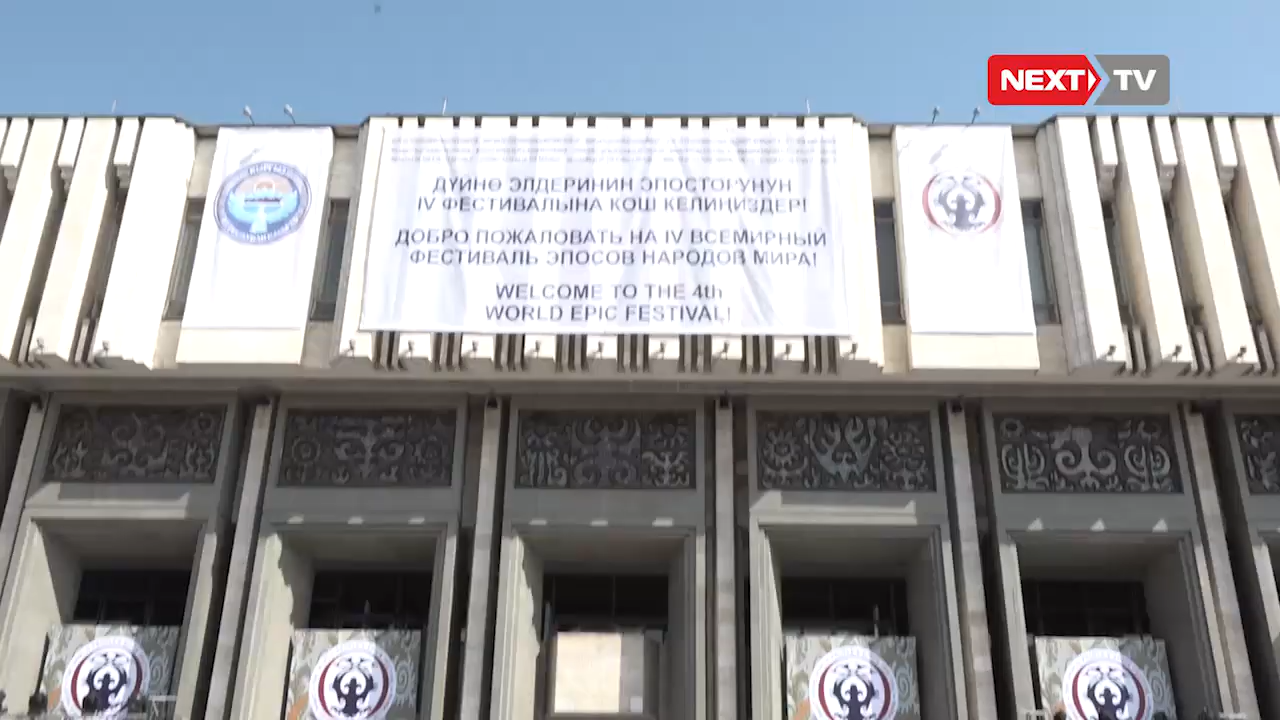 NEXT TV
ДҮЙНӨ ЭЛДЕРИНИН ЭПОСТОРУНУН
IV ФЕСТИВАЛЫНА КОШ КЕЛИҢИЗДЕР!
ДОБРО ПОЖАЛОВАТЬ НА IV ВСЕМИРНЫЙ
ФЕСТИВАЛЬ ЭПОСОВ НАРОДОВ МИРА!
WELCOME TO THE 4th
WORLD EPIC FESTIVAL!